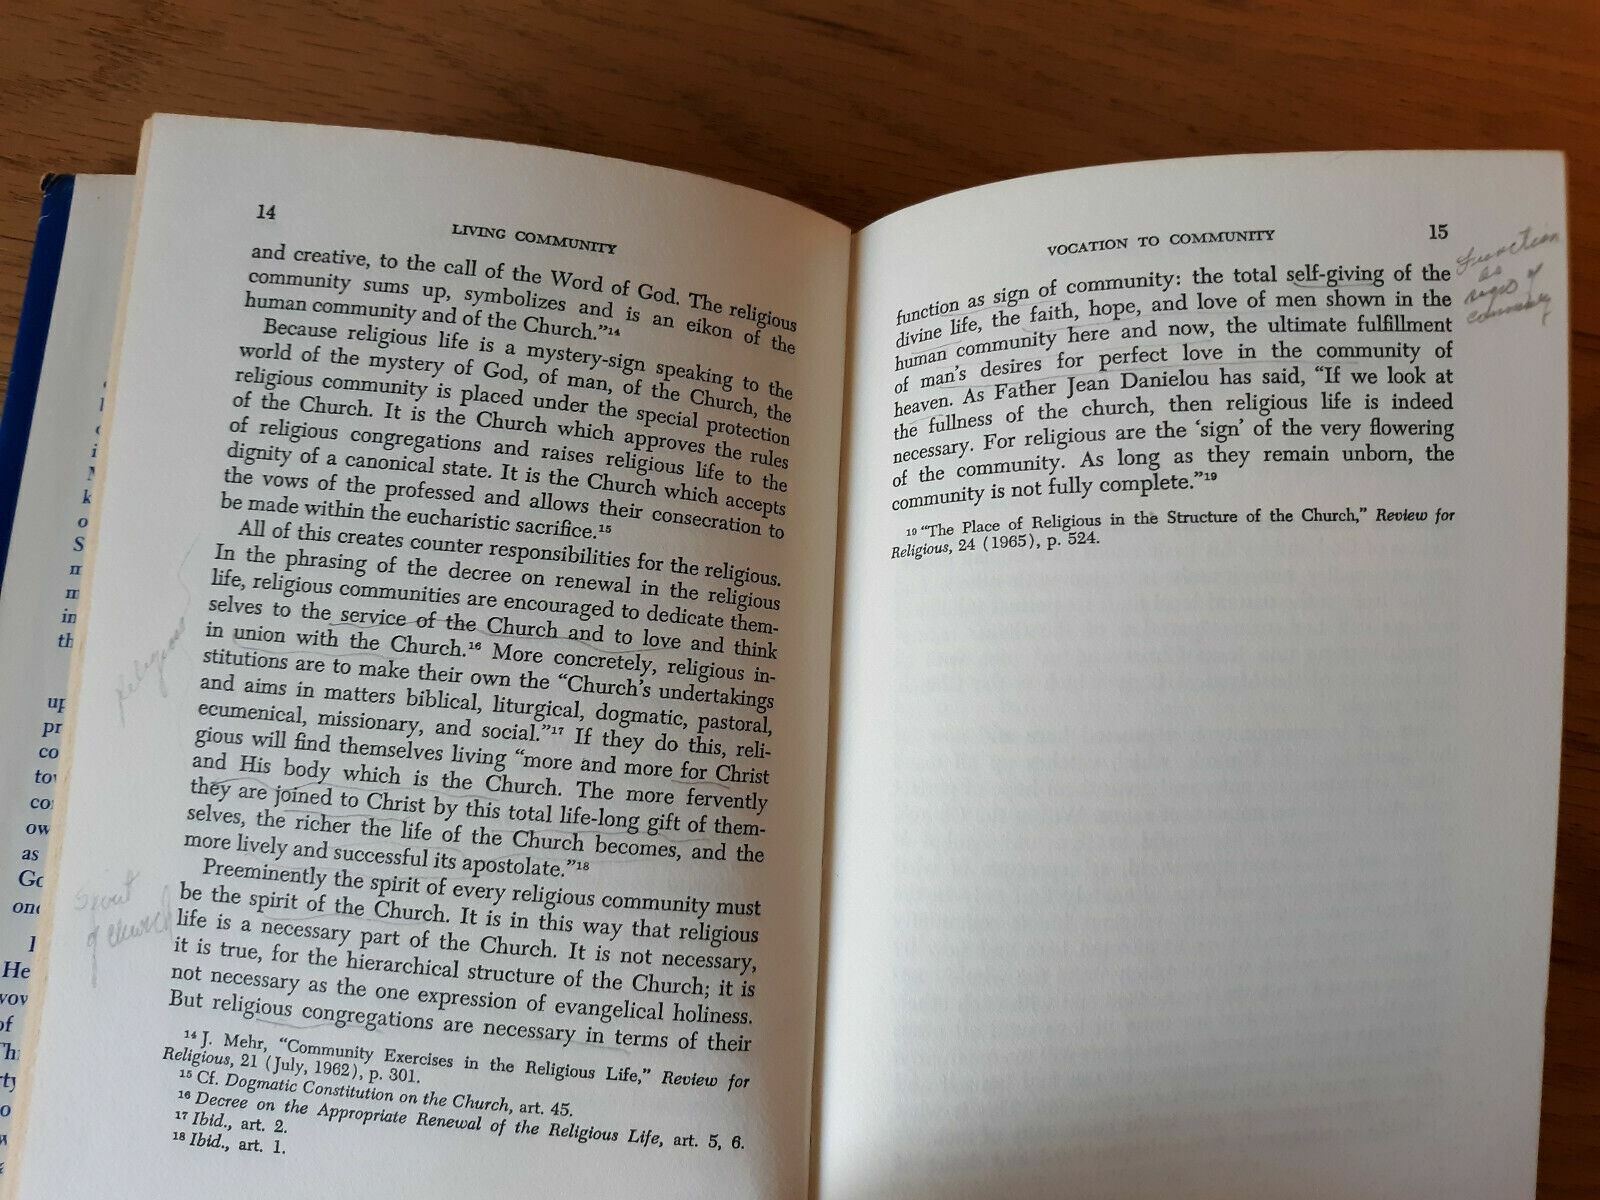 14
LIVING COMMUNITY
and creative, to the call of the Word of God. The religious
community sums up, symbolizes and is an eikon of the
human community and of the Church."14
Because religious life is a mystery-sign speaking to the
world of the mystery of God, of man, of the Church, the
religious community is placed under the special protection
of the Church. It is the Church which approves the rules
of religious congregations and raises religious life to the
dignity of a canonical state. It is the Church which accepts
the vows of the professed and allows their consecration to
be made within the eucharistic sacrifice.15
All of this creates counter responsibilities for the religious.
In the phrasing of the decree on renewal in the religious
life, religious communities are encouraged to dedicate them-
selves to the service of the Church and to love and think
in union with the Church.16 More concretely, religious in-
stitutions are to make their own the "Church's undertakings
and aims in matters biblical, liturgical, dogmatic, pastoral,
ecumenical, missionary, and social."17 If they do this, reli-
gious will find themselves living "more and more for Christ
and His body which is the Church. The more fervently
they are joined to Christ by this total life-long gift of them-
selves, the richer the life of the Church becomes, and the
more lively and successful its apostolate."18
Preeminently the spirit of every religious community must
be the spirit of the Church. It is in this way that religious
life is a necessary part of the Church. It is not necessary,
it is true, for the hierarchical structure of the Church; it is
not necessary as the one expression of evangelical holiness.
But religious congregations are necessary in terms of their
14 J. Mehr, "Community Exercises in the Religious Life," Review for
Religious, 21 (July, 1962), p. 301.
15 Cf. Dogmatic Constitution on the Church, art. 45.
16 Decree on the Appropriate Renewal of the Religious Life, art. 5, 6.
17 Ibid., art. 2.
18 Ibid., art. 1.
Religious
Spirit
of Church
VOCATION TO COMMUNITY
15
function as sign of community: the total self-giving of the
divine life, the faith, hope, and love of men shown in the
human community here and now, the ultimate fulfillment
of man's desires for perfect love in the community of
heaven. As Father Jean Danielou has said, "If we look at
the fullness of the church, then religious life is indeed
necessary. For religious are the 'sign' of the very flowering
of the community. As long as they remain unborn, the
community is not fully complete."19
19 "The Place of Religious in the Structure of the Church," Review for
Religious, 24 (1965), p. 524.
Function
as
sign of
community